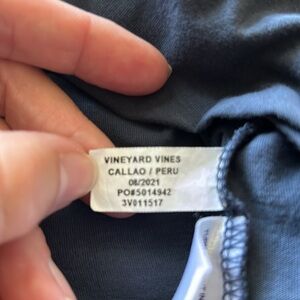 VINEYARD VINES
CALLAO / PERU
08/2021
PO#5014942
3V011517